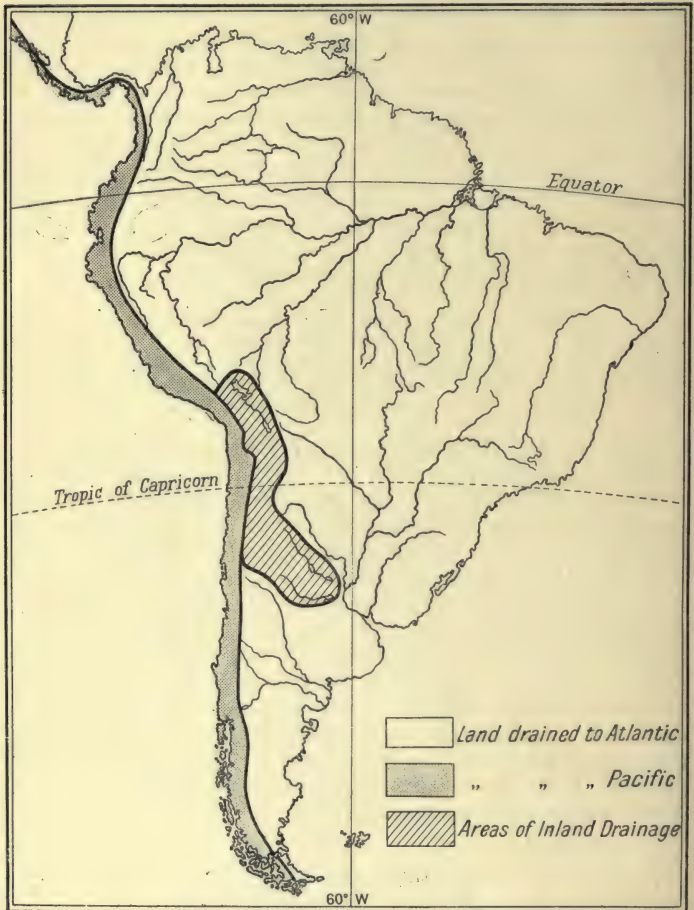 60° W
Equator
Tropic of Capricorn
Land drained to Atlantic
„ „ „ Pacific
Areas of Inland Drainage
60° W